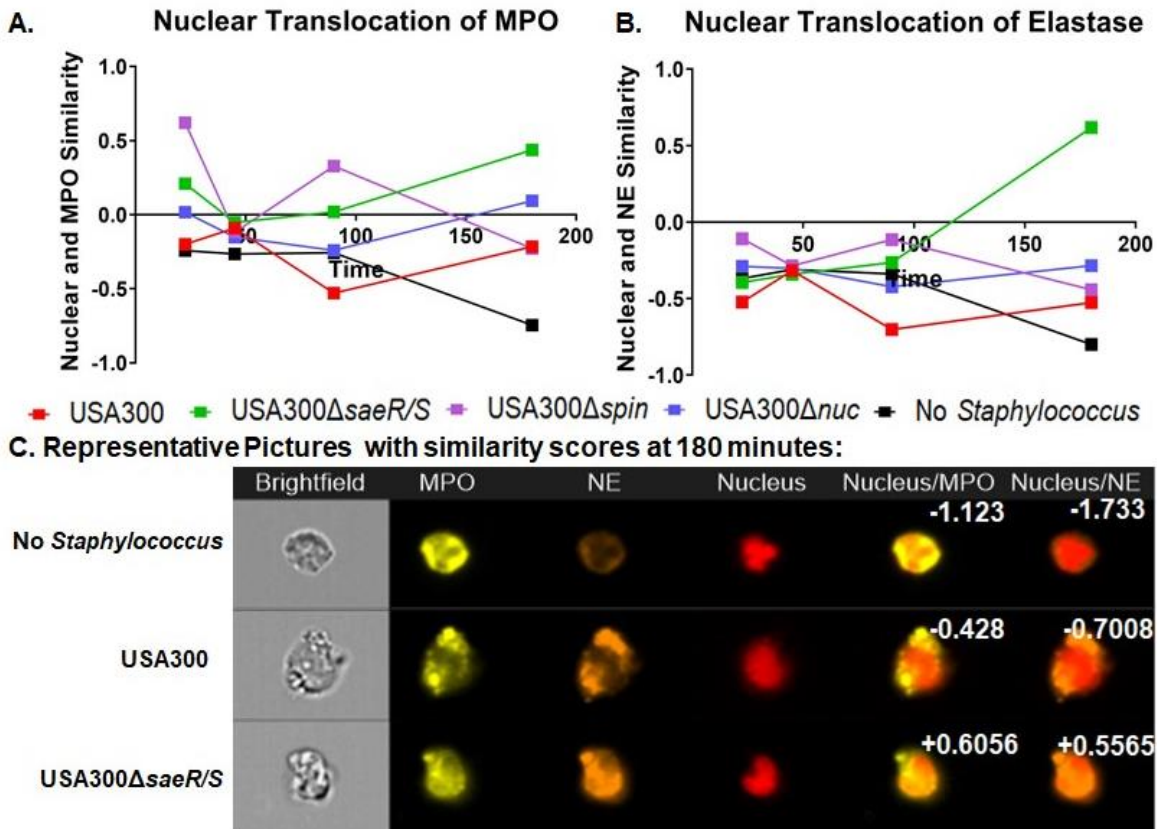 A. Nuclear Translocation of MPO
Nuclear and MPO Similarity
1.0
0.5
0.0
-0.5
-1.0
50 100 150 200
Time
B. Nuclear Translocation of Elastase
Nuclear and NE Similarity
1.0
0.5
0.0
-0.5
-1.0
50 100 150 200
Time
USA300 USA300ΔsaeR/S USA300Δspin USA300Δnuc No Staphylococcus
C. Representative Pictures with similarity scores at 180 minutes:
Brightfield MPO NE Nucleus Nucleus/MPO Nucleus/NE
No Staphylococcus -1.123 -1.733
USA300 -0.428 -0.7008
USA300ΔsaeR/S +0.6056 +0.5565